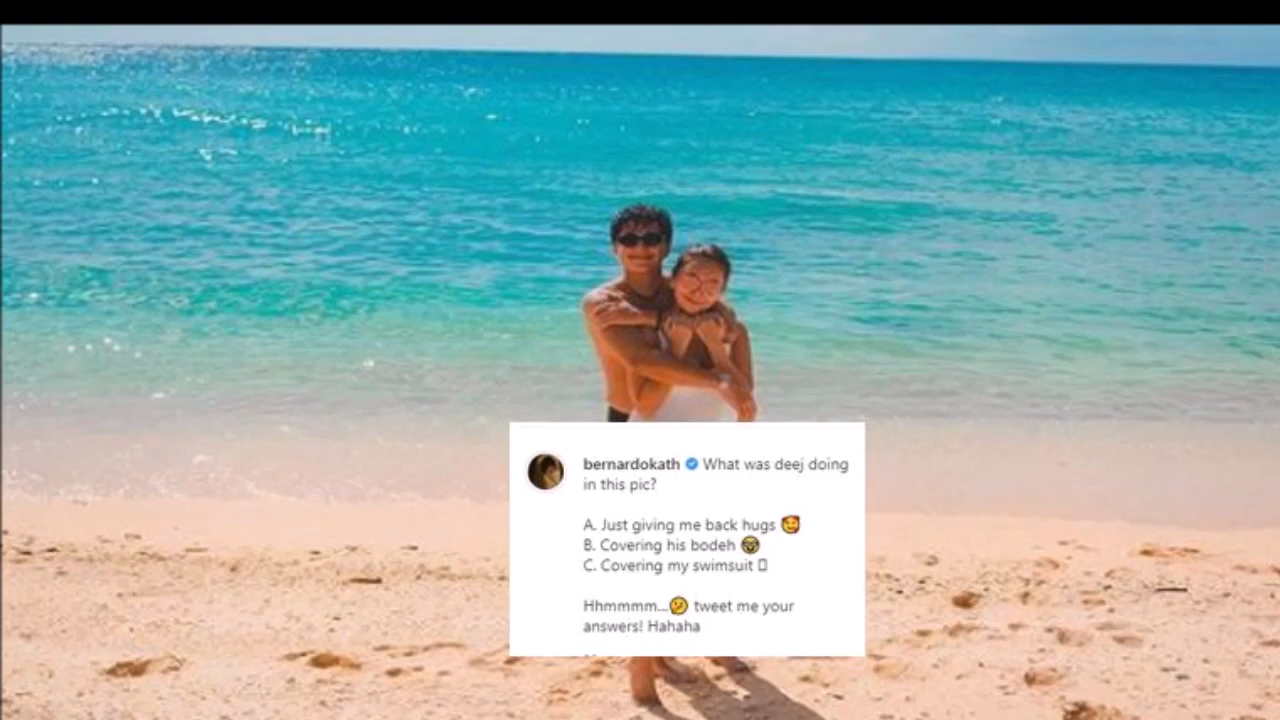 bernardokath What was deej doing
in this pic?
A. Just giving me back hugs 🥰
B. Covering his bodeh 🤓
C. Covering my swimsuit
Hhmmmm...🤔 tweet me your
answers! Hahaha